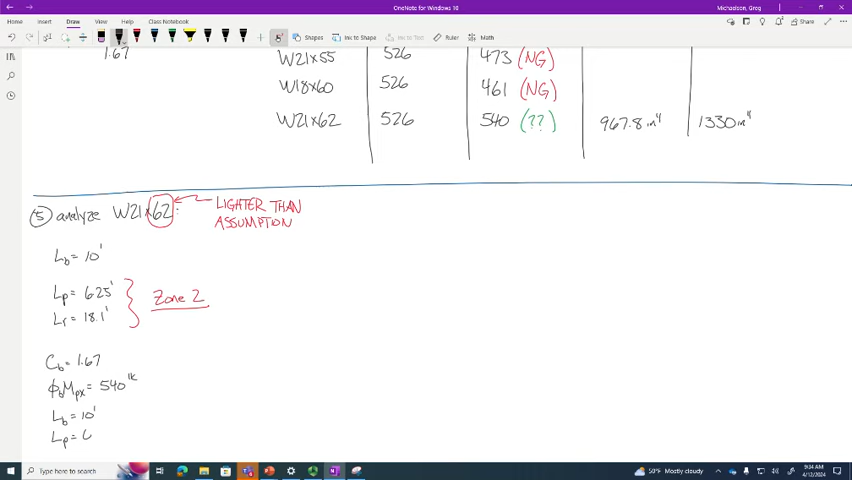 OneNote for Windows 10
Michaelson, Greg
Home Insert Draw View Help Class Notebook
Shapes Ink to Shape Ink to Text Ruler Math
1.67 W21x55 526 473 (NG)
W18x60 526 461 (NG)
W21x62 526 540 (??) 967.8 in⁴ 1330 in⁴
⑤ analyze W21x62: LIGHTER THAN
ASSUMPTION
Lb = 10'
Lp = 6.25'
Zone 2
Lr = 18.1'
Cb = 1.67
ϕbMpx = 540 'k
Lb = 10'
Lp =
Type here to search
50°F Mostly cloudy
9:34 AM
4/12/2024